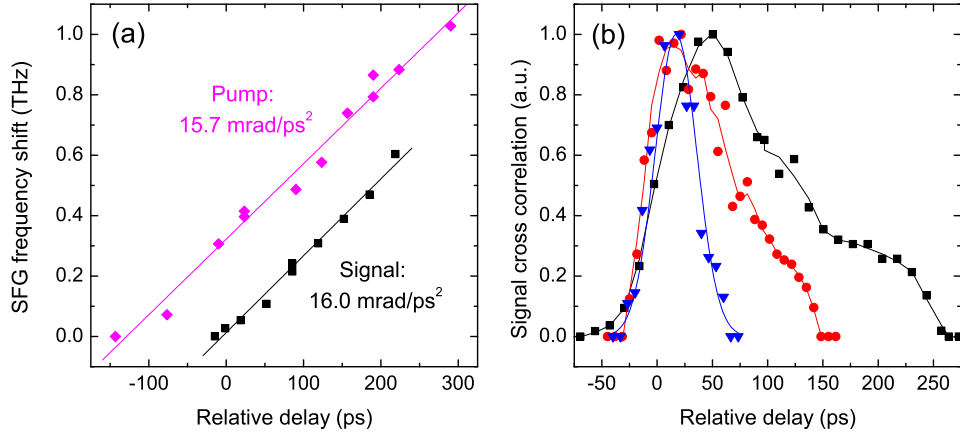 (a)
1.0
0.8
0.6
0.4
0.2
0.0
SFG frequency shift (THz)
Pump:
15.7 mrad/ps²
Signal:
16.0 mrad/ps²
-100
0
100
200
300
Relative delay (ps)
(b)
1.0
0.8
0.6
0.4
0.2
0.0
Signal cross correlation (a.u.)
-50
0
50
100
150
200
250
Relative delay (ps)